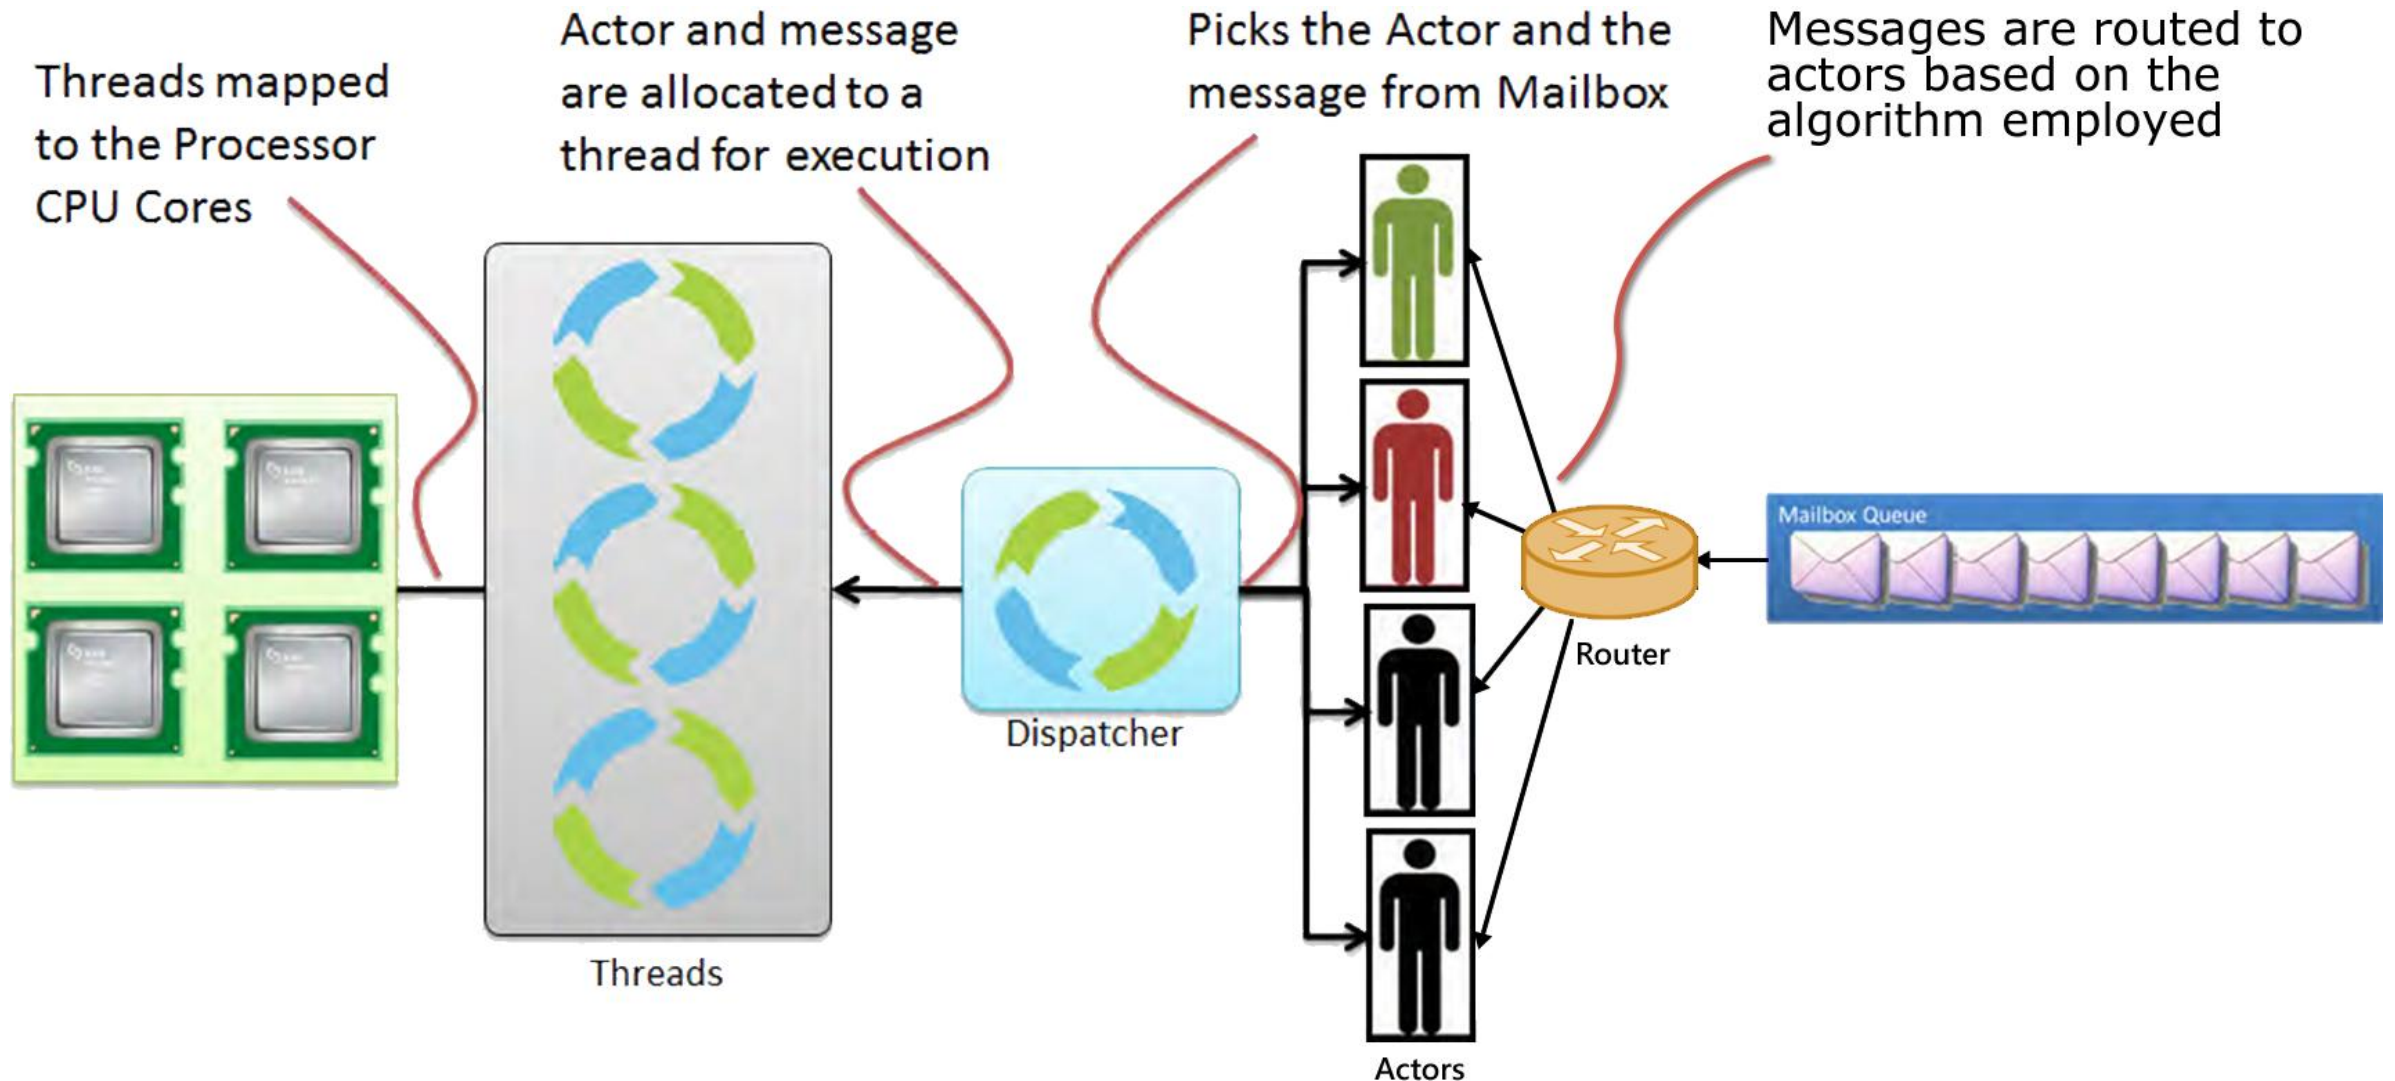 Threads mapped
to the Processor
CPU Cores
Actor and message
are allocated to a
thread for execution
Picks the Actor and the
message from Mailbox
Messages are routed to
actors based on the
algorithm employed
Mailbox Queue
Router
Dispatcher
Threads
Actors